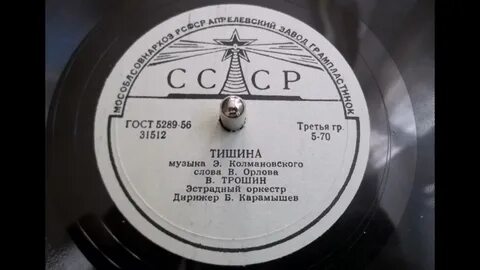 МОСОБЛСОВНАРХОЗ РСФСР АПРЕЛЕВСКИЙ ЗАВОД ГРАМПЛАСТИНОК
СССР
ГОСТ 5289-56
31512
Третья гр.
5-70
ТИШИНА
музыка Э. Колмановского
слова В. Орлова
В. ТРОШИН
Эстрадный оркестр
Дирижер Б. Карамышев